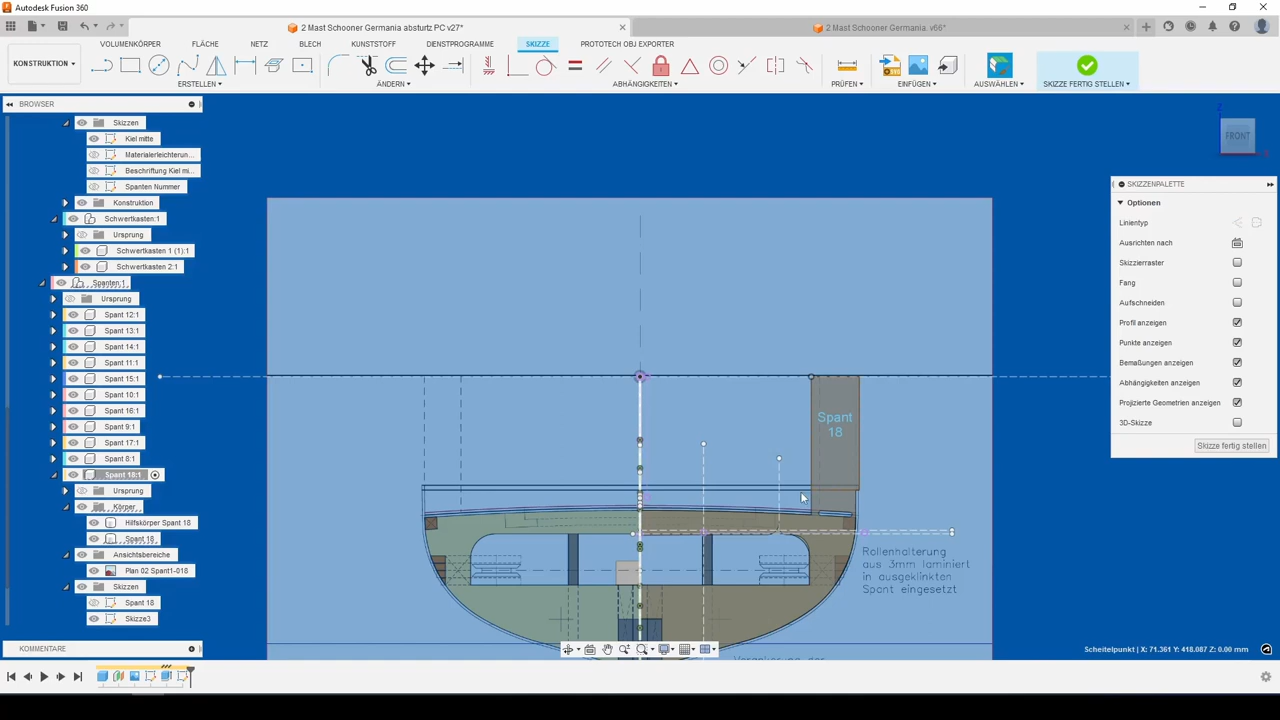 Autodesk Fusion 360
2 Mast Schooner Germania absturtz PC v27*
2 Mast Schooner Germania. v66*
KONSTRUKTION
VOLUMENKÖRPER
FLÄCHE
NETZ
BLECH
KUNSTSTOFF
DIENSTPROGRAMME
SKIZZE
PROTOTECH OBJ EXPORTER
ERSTELLEN
ÄNDERN
ABHÄNGIGKEITEN
PRÜFEN
EINFÜGEN
AUSWÄHLEN
SKIZZE FERTIG STELLEN
BROWSER
Skizzen
Kiel mitte
Materialerleichterun...
Beschriftung Kiel mi...
Spanten Nummer
Konstruktion
Schwertkasten:1
Ursprung
Schwertkasten 1 (1):1
Schwertkasten 2:1
Spanten:1
Ursprung
Spant 12:1
Spant 13:1
Spant 14:1
Spant 11:1
Spant 15:1
Spant 10:1
Spant 16:1
Spant 9:1
Spant 17:1
Spant 8:1
Spant 18:1
Ursprung
Körper
Hilfskörper Spant 18
Spant 18
Ansichtsbereiche
Plan 02 Spant1-018
Skizzen
Spant 18
Skizze3
KOMMENTARE
Spant
18
Rollenhalterung
aus 3mm laminiert
in ausgeklinkten
Spant eingesetzt
FRONT
SKIZZENPALETTE
Optionen
Linientyp
Ausrichten nach
Skizzierraster
Fang
Aufschneiden
Profil anzeigen
Punkte anzeigen
Bemaßungen anzeigen
Abhängigkeiten anzeigen
Projizierte Geometrien anzeigen
3D-Skizze
Skizze fertig stellen
Scheitelpunkt | X: 71.361 Y: 418.087 Z: 0.00 mm